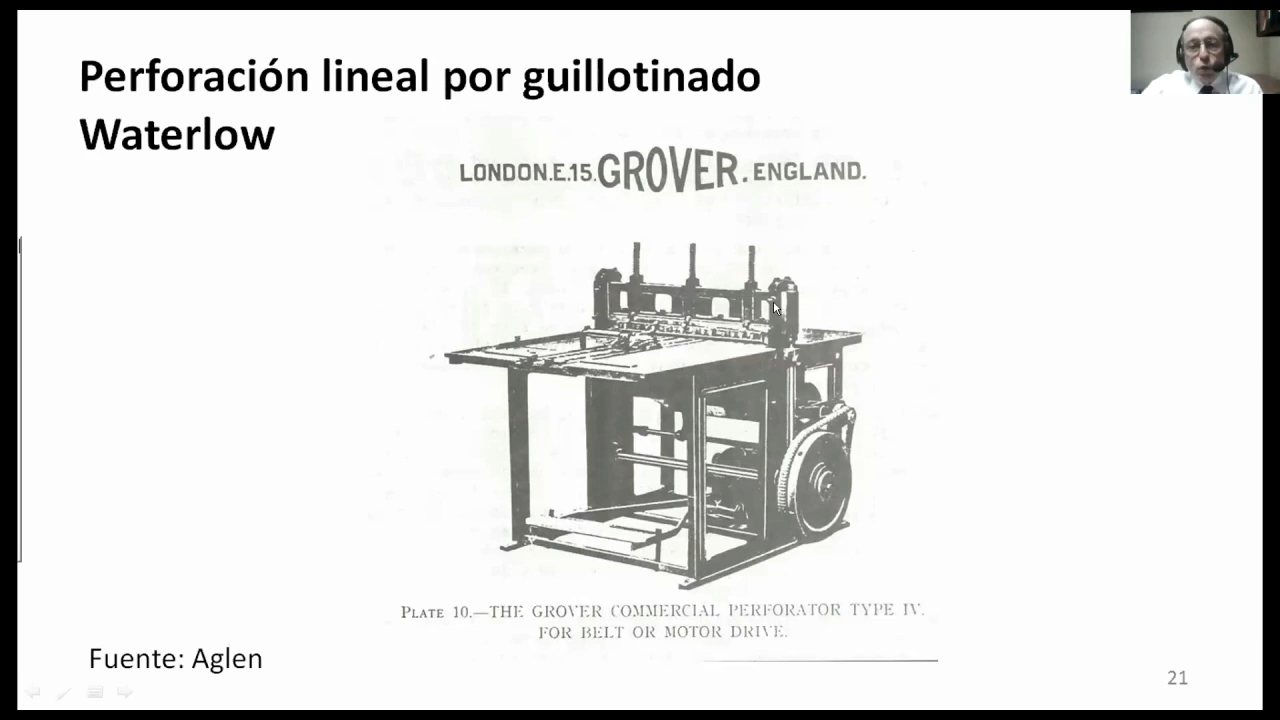 Perforación lineal por guillotinado
Waterlow
LONDON.E.15.GROVER.ENGLAND.
PLATE 10.—THE GROVER COMMERCIAL PERFORATOR TYPE IV.
FOR BELT OR MOTOR DRIVE.
Fuente: Aglen
21